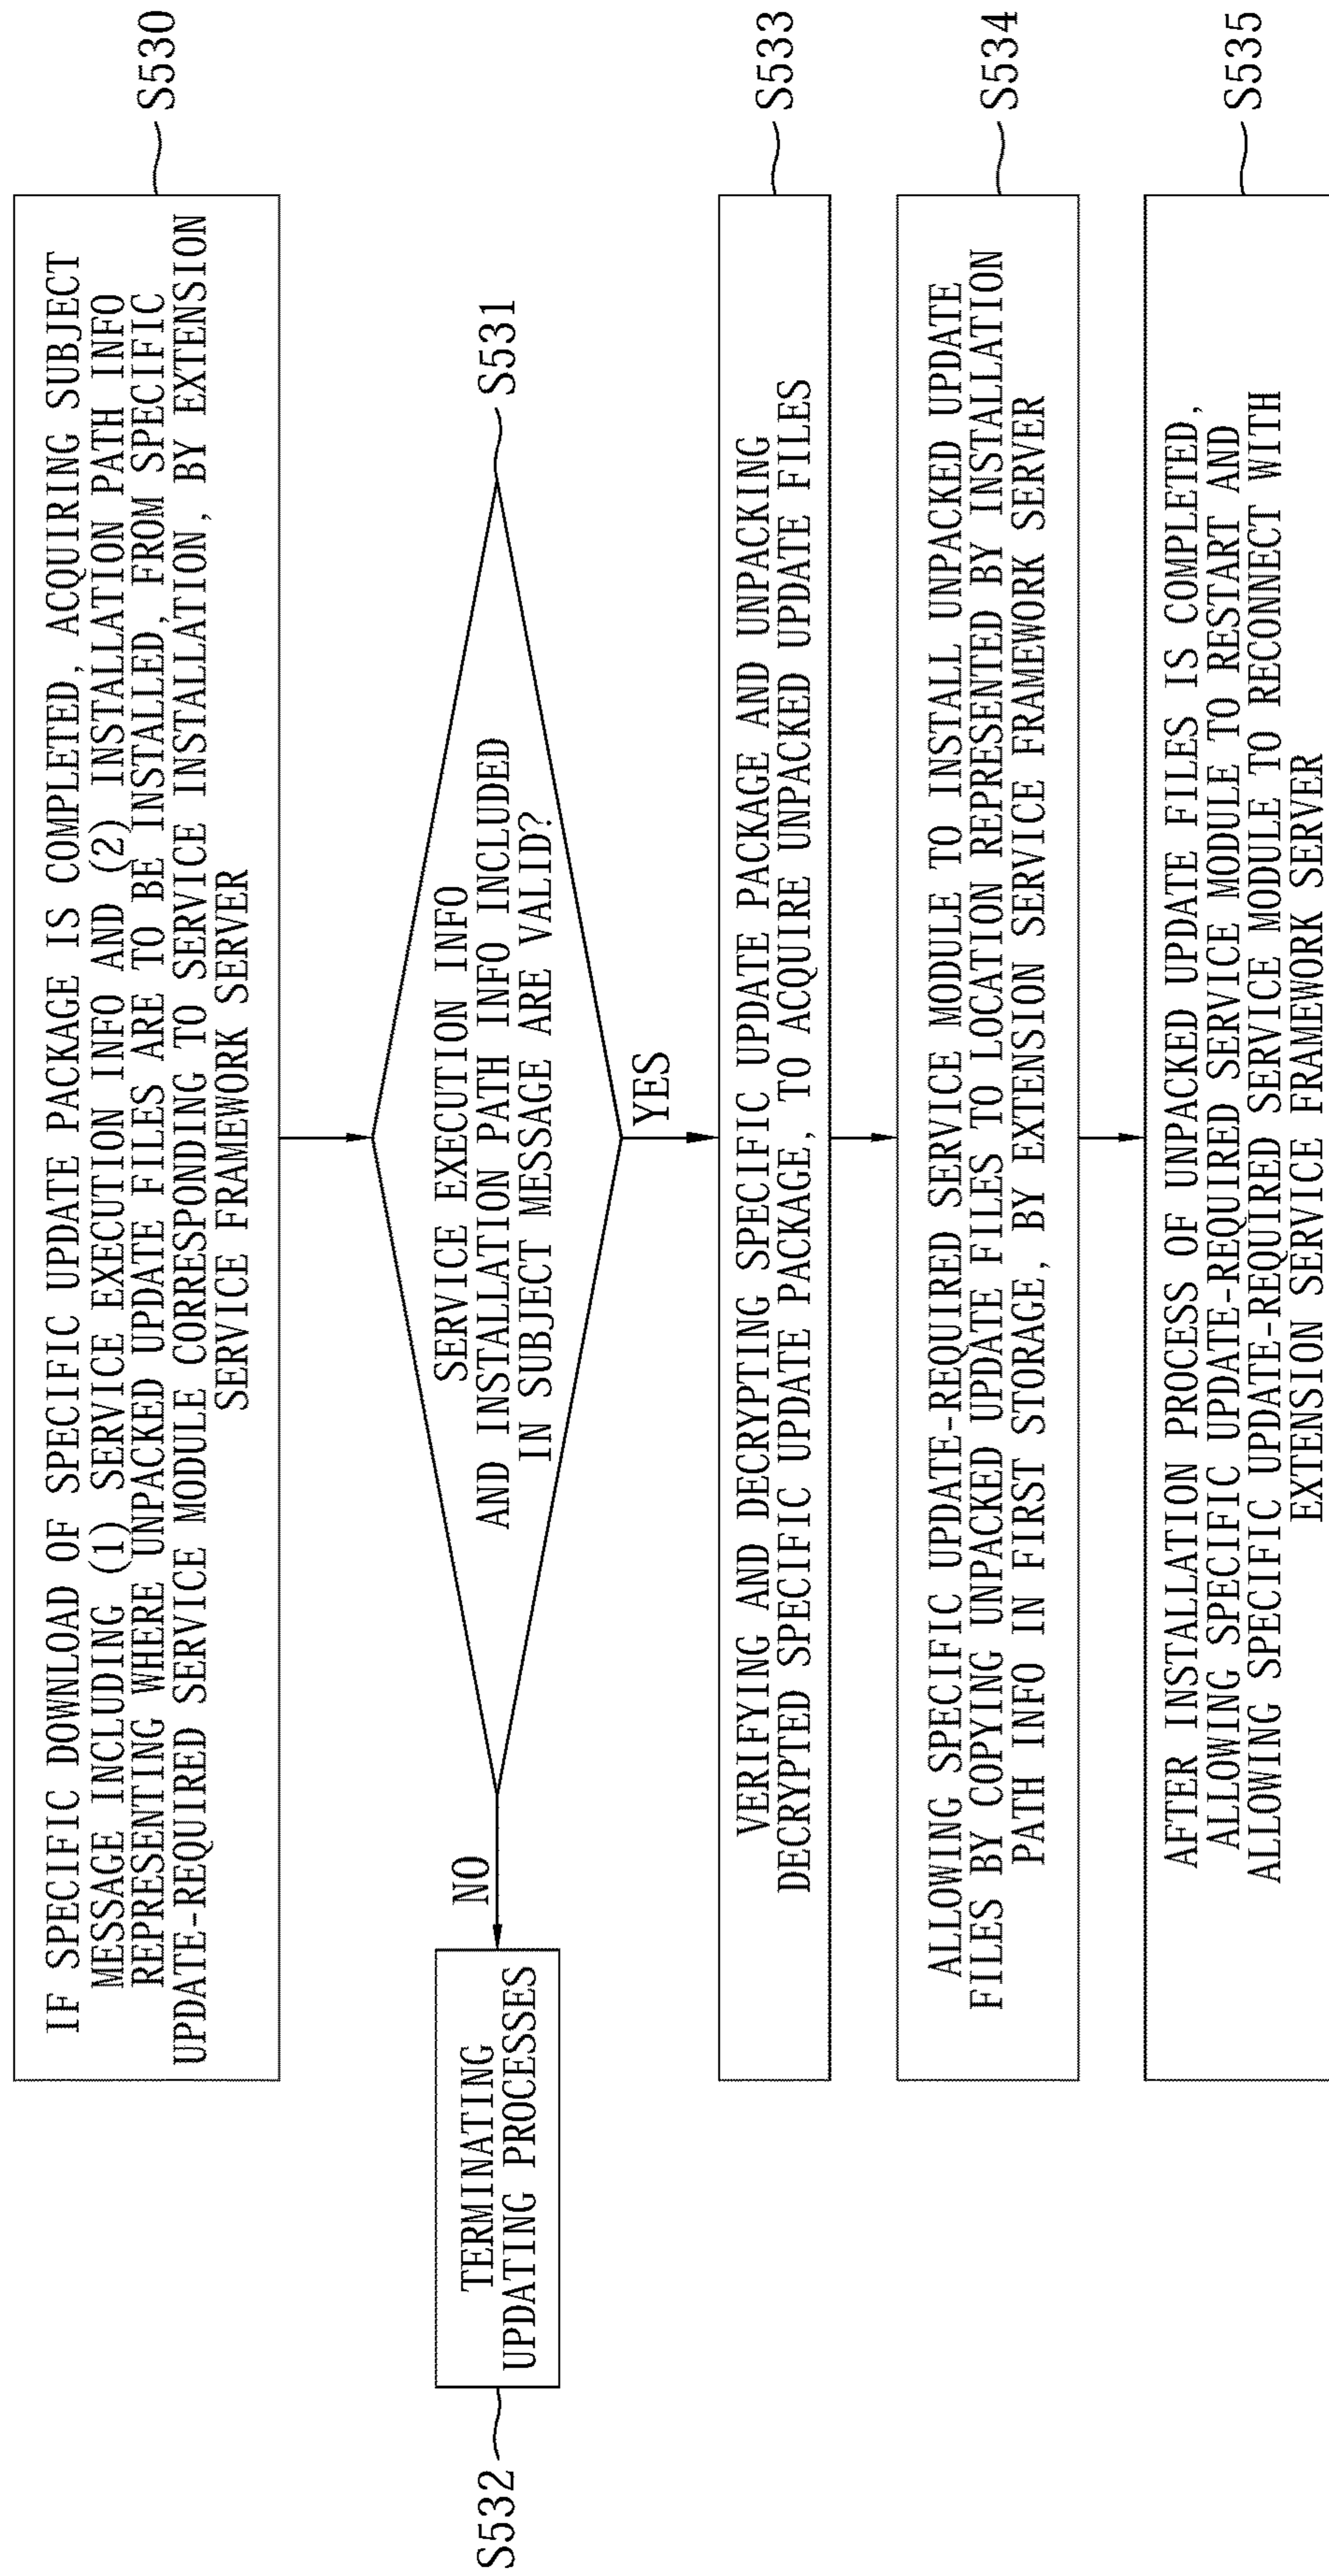 IF SPECIFIC DOWNLOAD OF SPECIFIC UPDATE PACKAGE IS COMPLETED, ACQUIRING SUBJECT
MESSAGE INCLUDING (1) SERVICE EXECUTION INFO AND (2) INSTALLATION PATH INFO
REPRESENTING WHERE UNPACKED UPDATE FILES ARE TO BE INSTALLED, FROM SPECIFIC
UPDATE-REQUIRED SERVICE MODULE CORRESPONDING TO SERVICE INSTALLATION, BY EXTENSION
SERVICE FRAMEWORK SERVER
S530
SERVICE EXECUTION INFO
AND INSTALLATION PATH INFO INCLUDED
IN SUBJECT MESSAGE ARE VALID?
S531
NO
TERMINATING
UPDATING PROCESSES
S532
YES
VERIFYING AND DECRYPTING SPECIFIC UPDATE PACKAGE AND UNPACKING
DECRYPTED SPECIFIC UPDATE PACKAGE, TO ACQUIRE UNPACKED UPDATE FILES
S533
ALLOWING SPECIFIC UPDATE-REQUIRED SERVICE MODULE TO INSTALL UNPACKED UPDATE
FILES BY COPYING UNPACKED UPDATE FILES TO LOCATION REPRESENTED BY INSTALLATION
PATH INFO IN FIRST STORAGE, BY EXTENSION SERVICE FRAMEWORK SERVER
S534
AFTER INSTALLATION PROCESS OF UNPACKED UPDATE FILES IS COMPLETED,
ALLOWING SPECIFIC UPDATE-REQUIRED SERVICE MODULE TO RESTART AND
ALLOWING SPECIFIC UPDATE-REQUIRED SERVICE MODULE TO RECONNECT WITH
EXTENSION SERVICE FRAMEWORK SERVER
S535